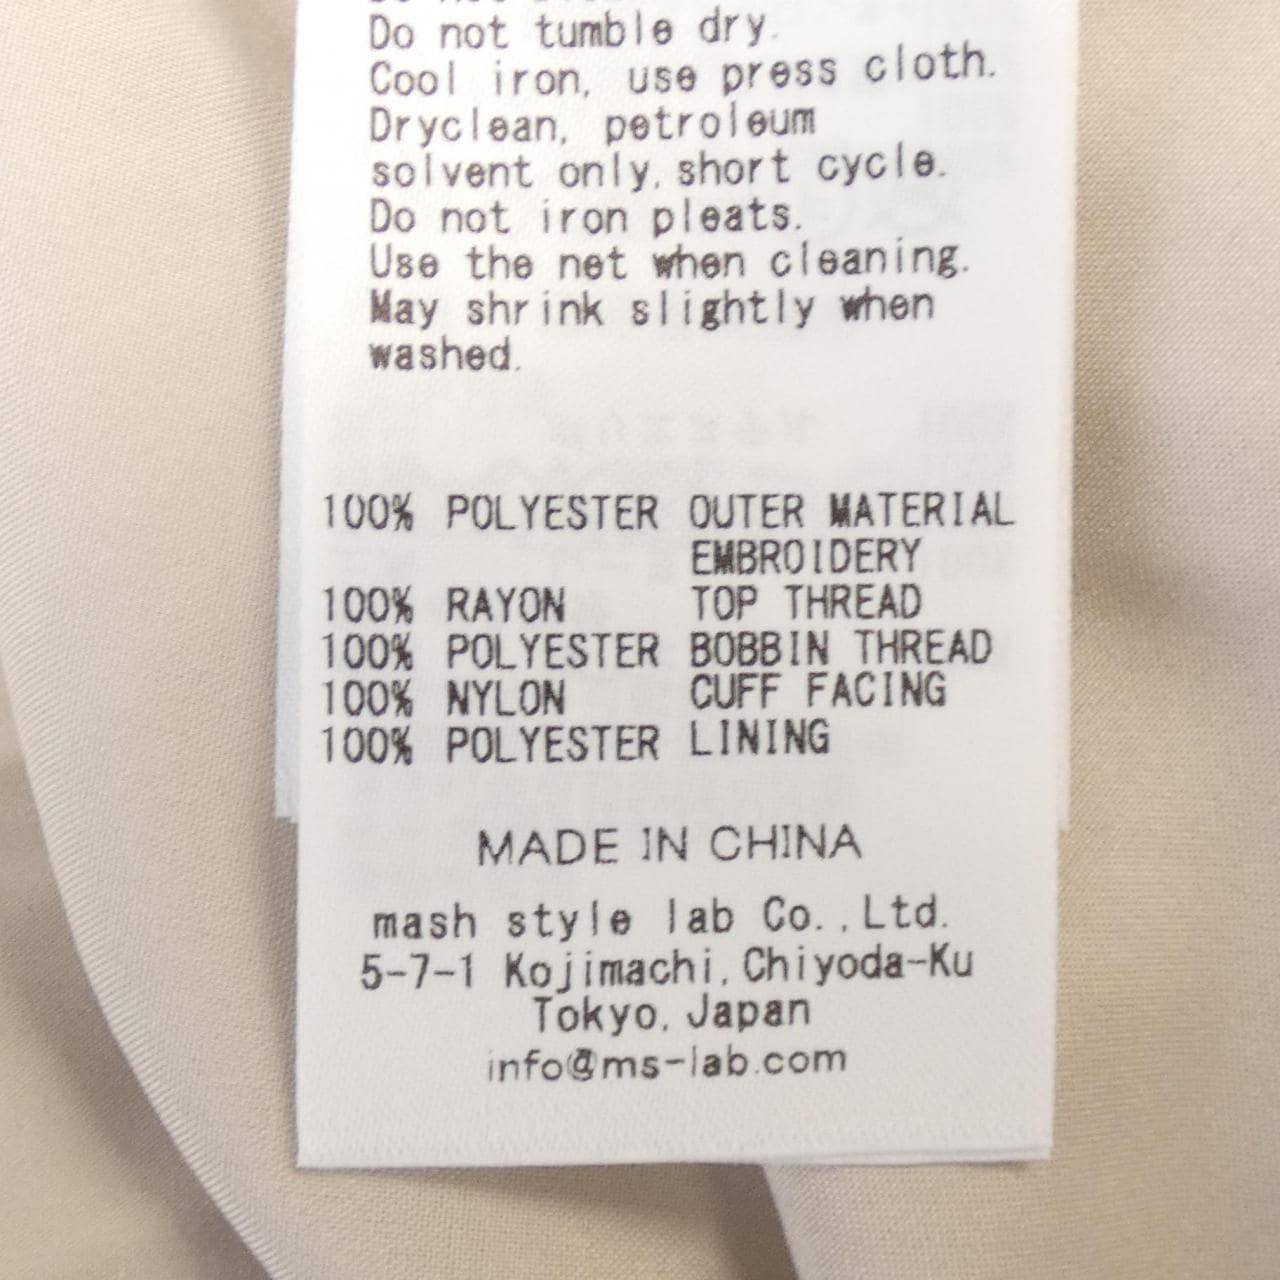 Do not tumble dry.
Cool iron, use press cloth.
Dryclean, petroleum
solvent only, short cycle.
Do not iron pleats.
Use the net when cleaning.
May shrink slightly when
washed.
100% POLYESTER OUTER MATERIAL
EMBROIDERY
100% RAYON TOP THREAD
100% POLYESTER BOBBIN THREAD
100% NYLON CUFF FACING
100% POLYESTER LINING
MADE IN CHINA
mash style lab Co.,Ltd.
5-7-1 Kojimachi, Chiyoda-Ku
Tokyo, Japan
info@ms-lab.com